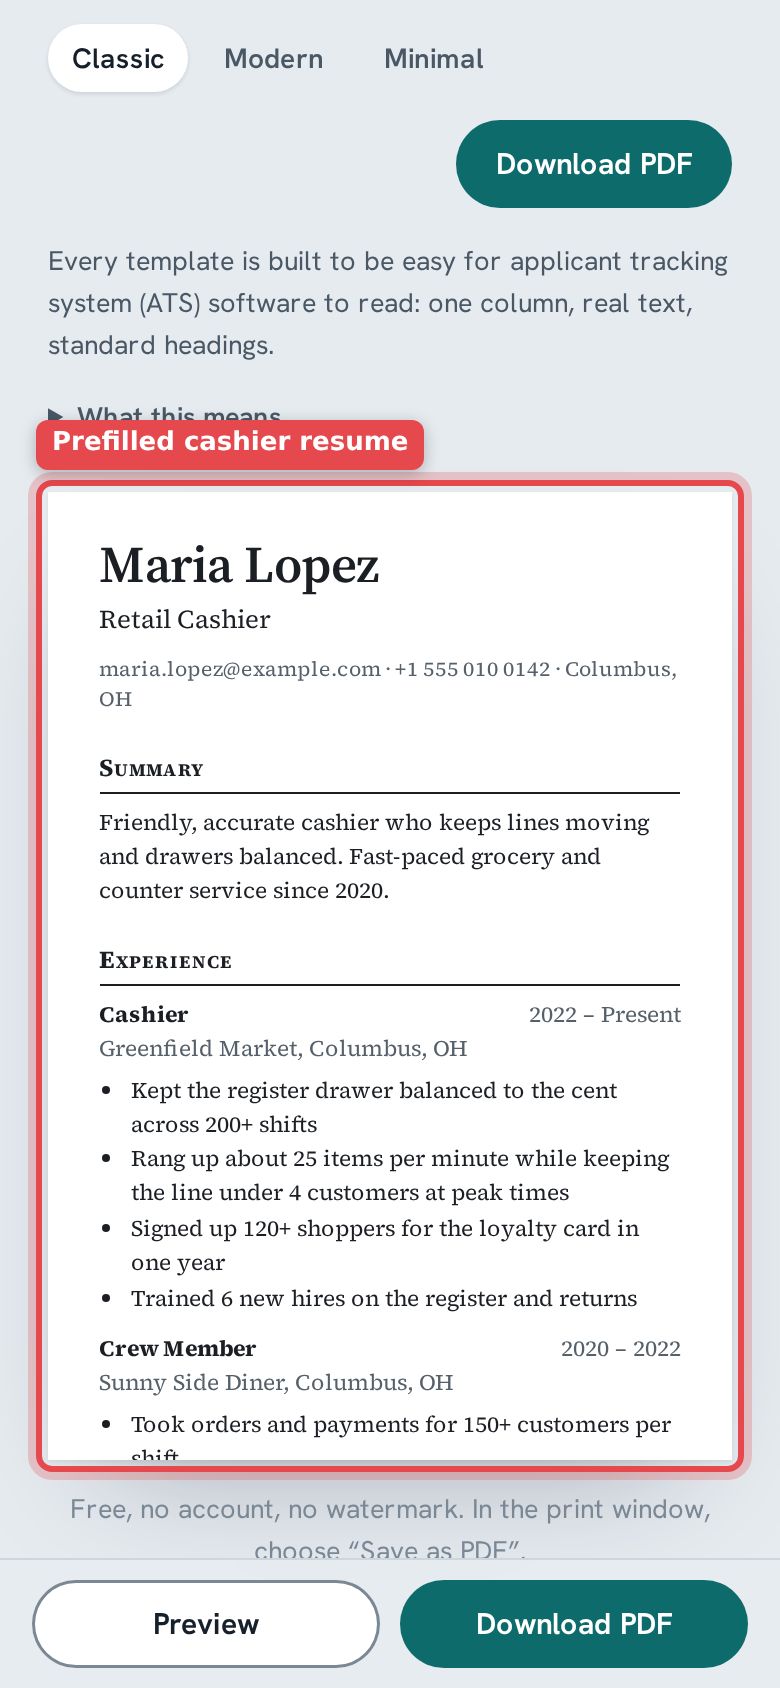 Classic Modern Minimal
Download PDF
Every template is built to be easy for applicant tracking
system (ATS) software to read: one column, real text,
standard headings.
What this means
Prefilled cashier resume
Maria Lopez
Retail Cashier
maria.lopez@example.com · +1 555 010 0142 · Columbus,
OH
Summary
Friendly, accurate cashier who keeps lines moving
and drawers balanced. Fast-paced grocery and
counter service since 2020.
Experience
Cashier 2022 – Present
Greenfield Market, Columbus, OH
• Kept the register drawer balanced to the cent
across 200+ shifts
• Rang up about 25 items per minute while keeping
the line under 4 customers at peak times
• Signed up 120+ shoppers for the loyalty card in
one year
• Trained 6 new hires on the register and returns
Crew Member 2020 – 2022
Sunny Side Diner, Columbus, OH
• Took orders and payments for 150+ customers per
shift
Free, no account, no watermark. In the print window,
choose “Save as PDF”.
Preview Download PDF